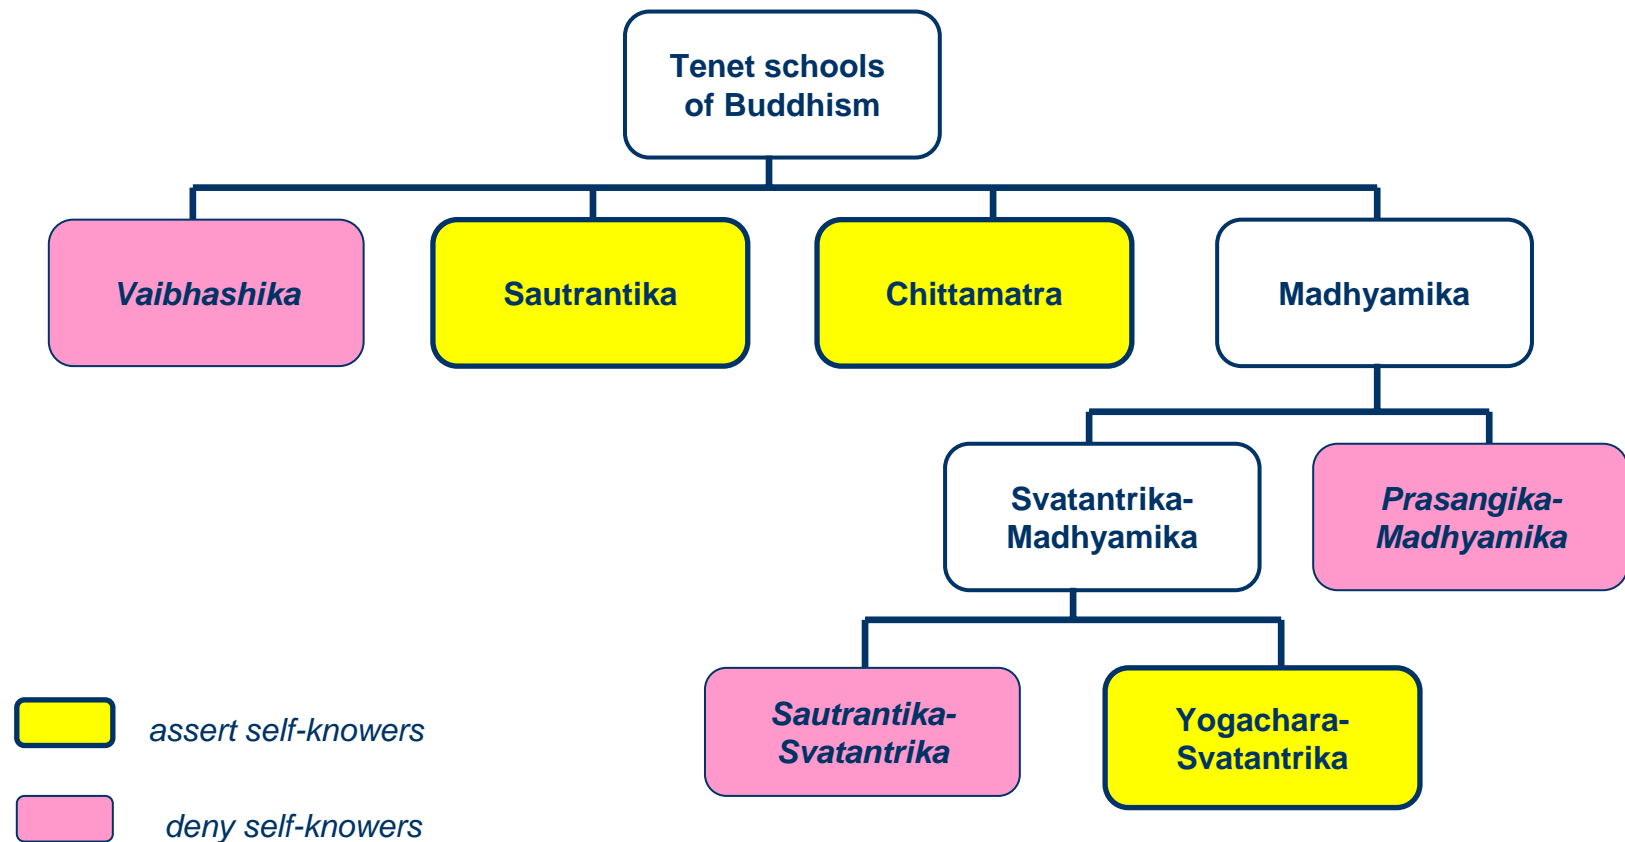 Tenet schools
of Buddhism
Vaibhashika
Sautrantika
Chittamatra
Madhyamika
Svatantrika-
Madhyamika
Prasangika-
Madhyamika
Sautrantika-
Svatantrika
Yogachara-
Svatantrika
assert self-knowers
deny self-knowers